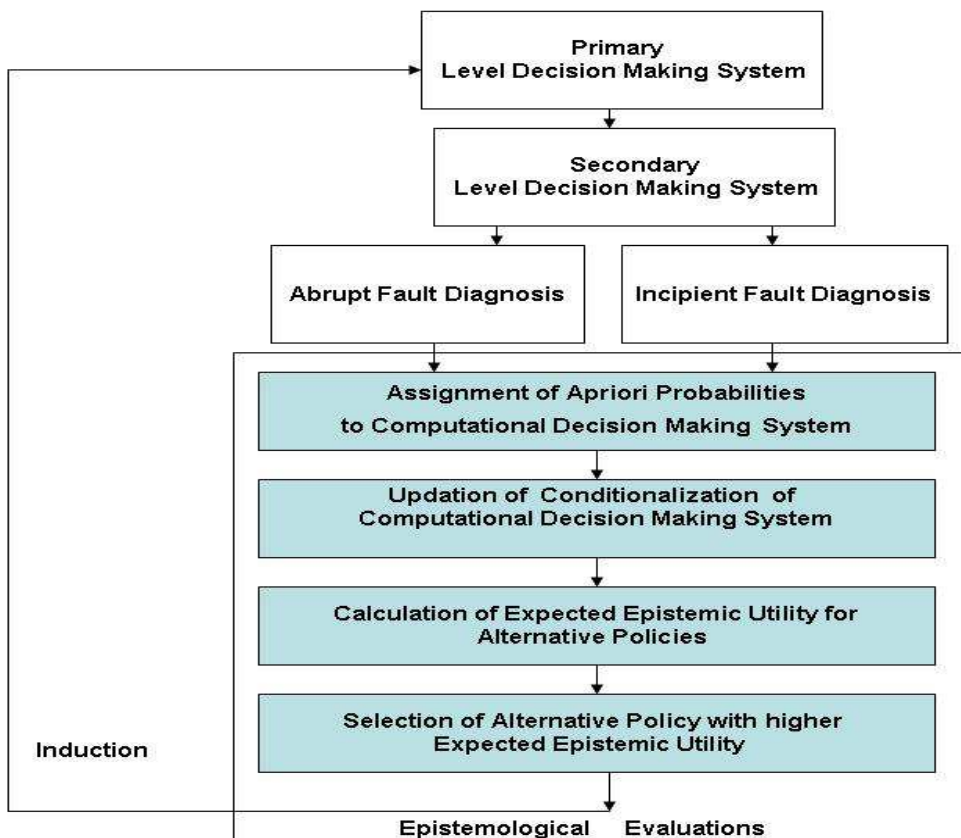 Primary
Level Decision Making System
Secondary
Level Decision Making System
Abrupt Fault Diagnosis
Incipient Fault Diagnosis
Assignment of Apriori Probabilities
to Computational Decision Making System
Updation of Conditionalization of
Computational Decision Making System
Calculation of Expected Epistemic Utility for
Alternative Policies
Selection of Alternative Policy with higher
Expected Epistemic Utility
Induction
Epistemological Evaluations